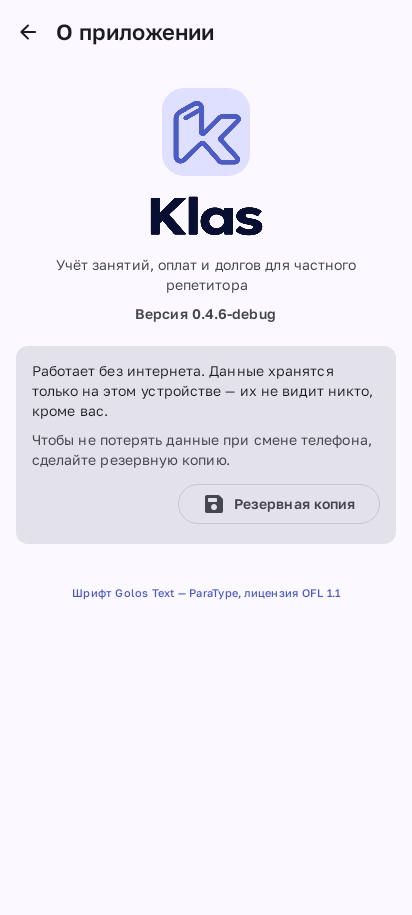 О приложении
Klas
Учёт занятий, оплат и долгов для частного
репетитора
Версия 0.4.6-debug
Работает без интернета. Данные хранятся
только на этом устройстве — их не видит никто,
кроме вас.
Чтобы не потерять данные при смене телефона,
сделайте резервную копию.
Резервная копия
Шрифт Golos Text — ParaType, лицензия OFL 1.1